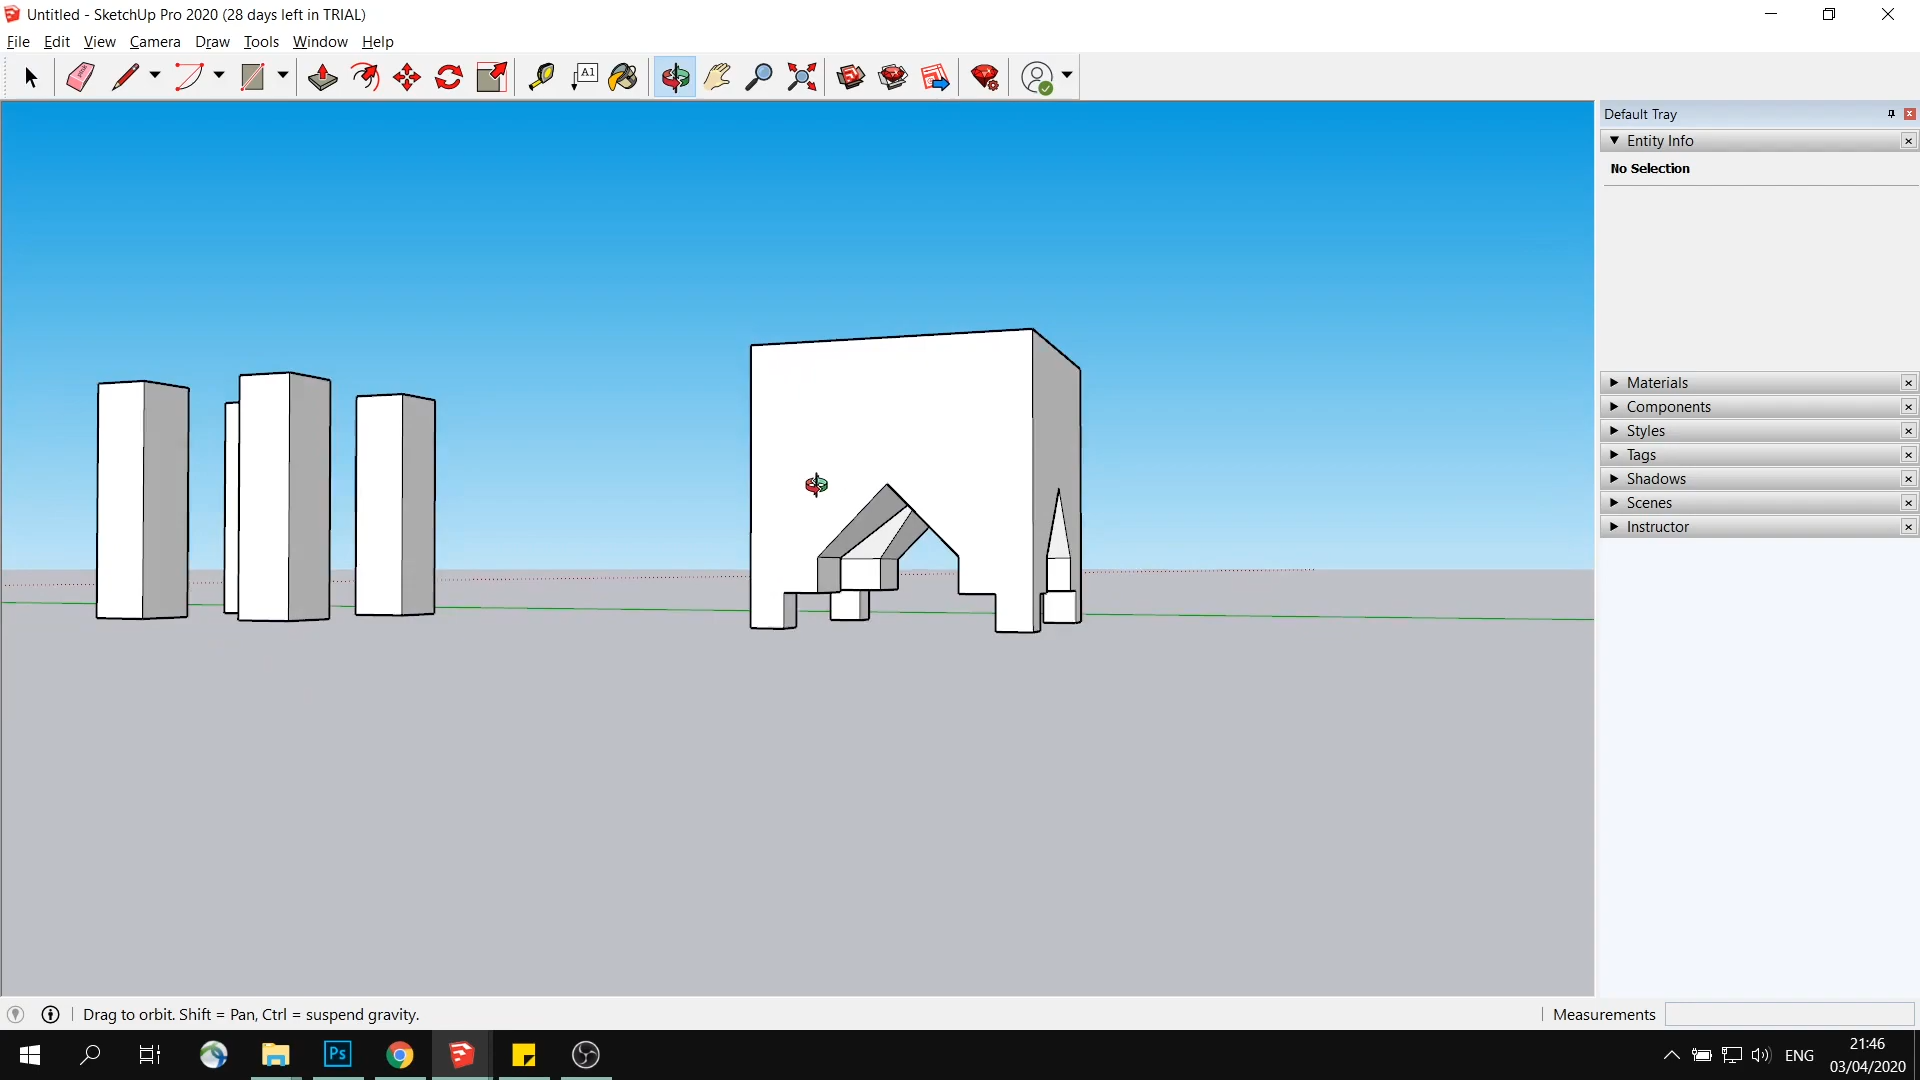 Untitled - SketchUp Pro 2020 (28 days left in TRIAL)
File Edit View Camera Draw Tools Window Help
A1
Default Tray
Entity Info
No Selection
Materials
Components
Styles
Tags
Shadows
Scenes
Instructor
Drag to orbit. Shift = Pan, Ctrl = suspend gravity.
Measurements
Ps
ENG
21:46
03/04/2020